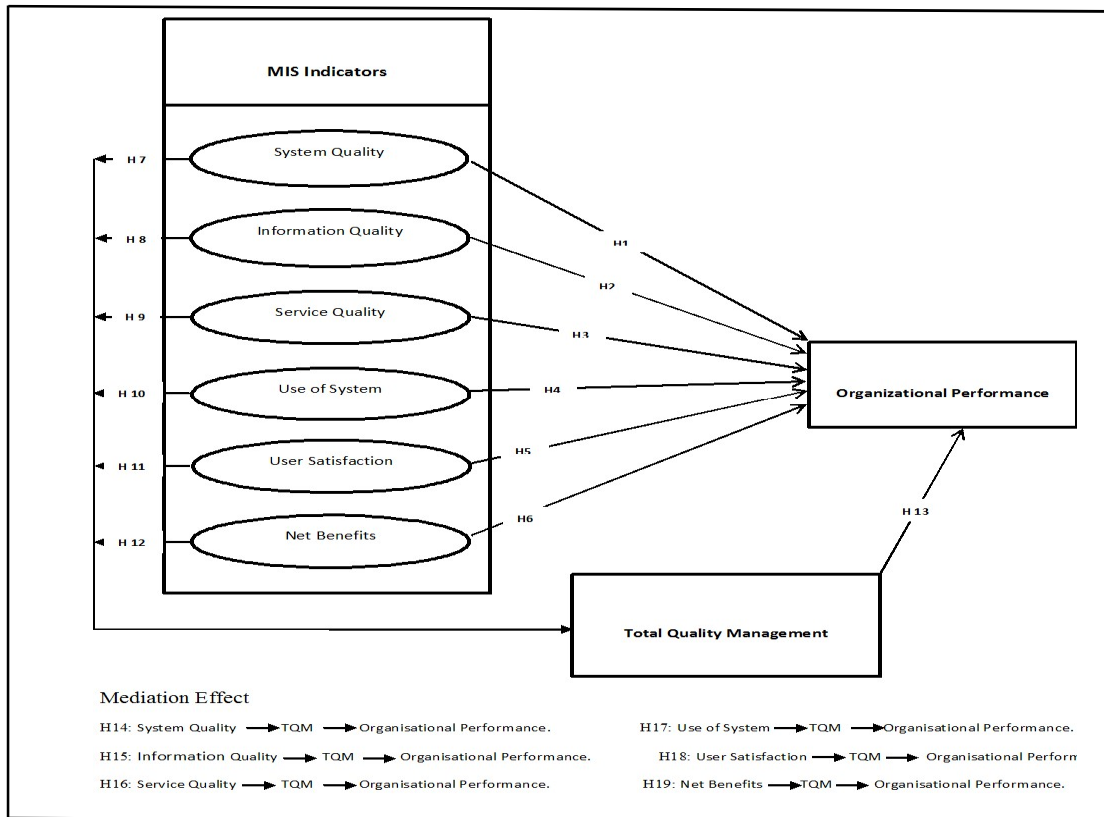 MIS Indicators
System Quality
H 7
Information Quality
H 8
H1
H2
Service Quality
H 9
H3
Use of System
H 10
H4
Organizational Performance
User Satisfaction
H 11
H5
Net Benefits
H 12
H6
H 13
Total Quality Management
Mediation Effect
H14: System Quality → TQM → Organisational Performance.
H15: Information Quality → TQM → Organisational Performance.
H16: Service Quality → TQM → Organisational Performance.
H17: Use of System → TQM → Organisational Performance.
H18: User Satisfaction → TQM → Organisational Perform
H19: Net Benefits → TQM → Organisational Performance.